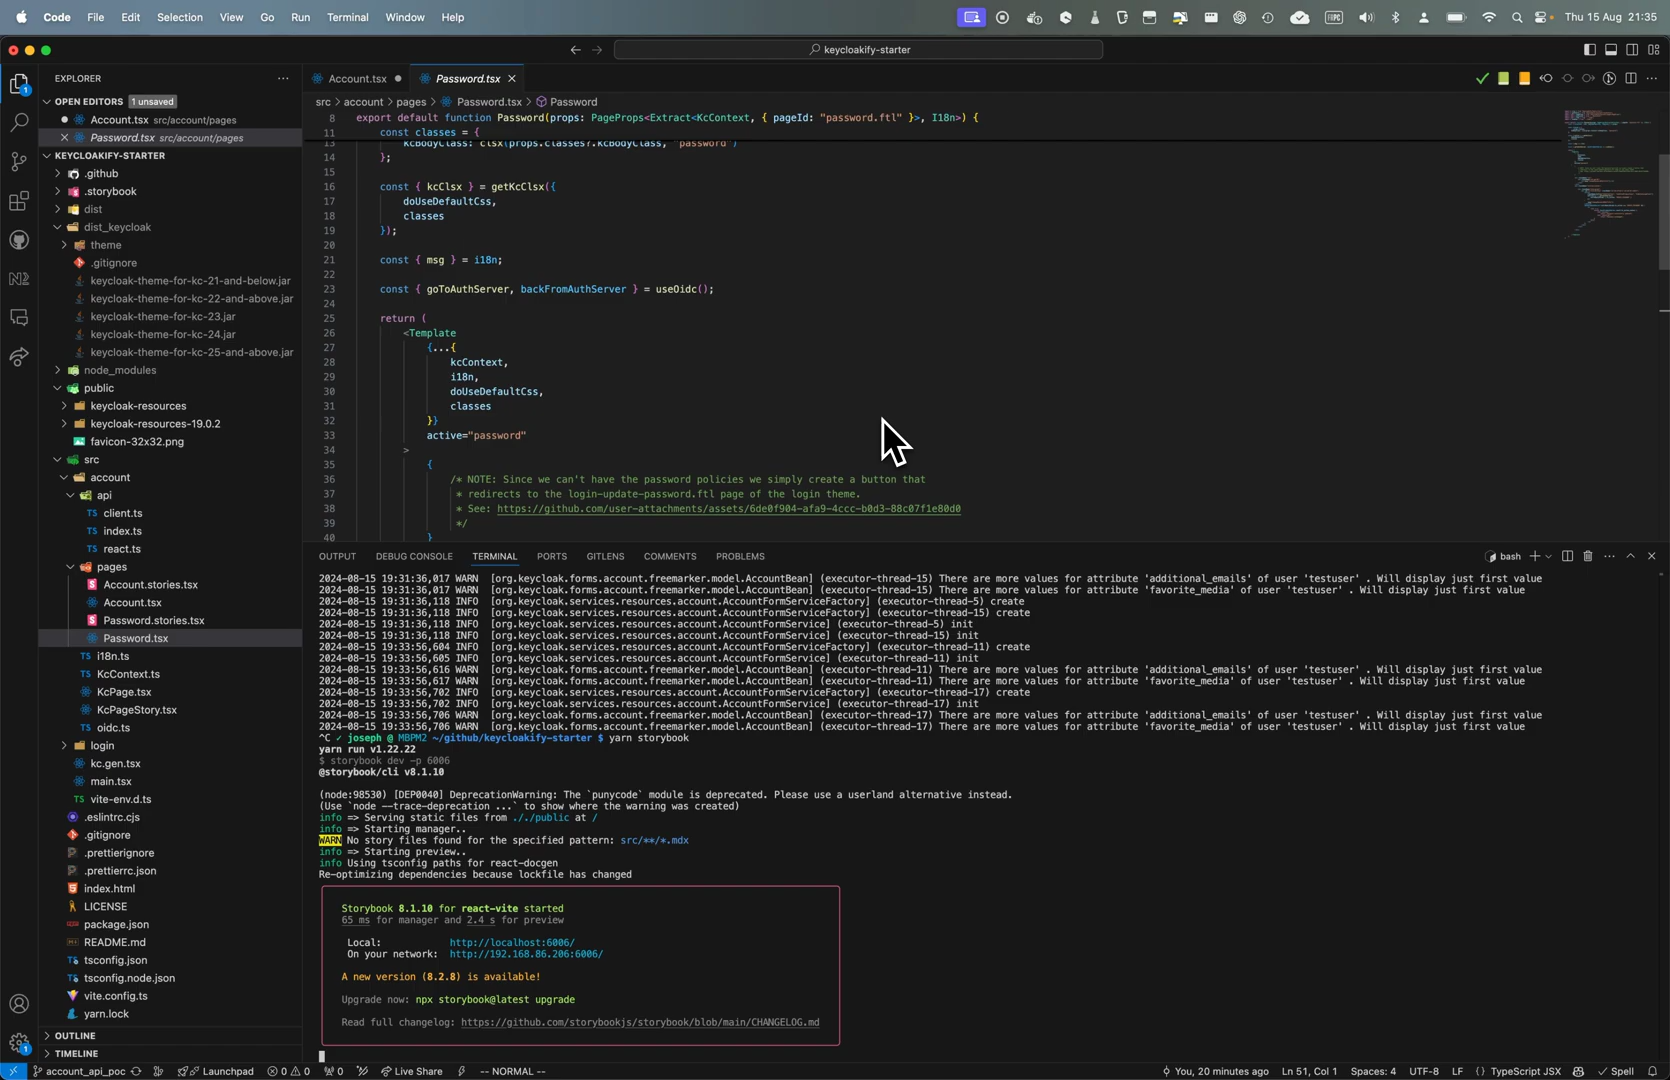 Code File Edit Selection View Go Run Terminal Window Help
Thu 15 Aug 21:35
keycloakify-starter
EXPLORER
OPEN EDITORS 1 unsaved
Account.tsx src/account/pages
Password.tsx src/account/pages
KEYCLOAKIFY-STARTER
.github
.storybook
dist
dist_keycloak
theme
.gitignore
keycloak-theme-for-kc-21-and-below.jar
keycloak-theme-for-kc-22-and-above.jar
keycloak-theme-for-kc-23.jar
keycloak-theme-for-kc-24.jar
keycloak-theme-for-kc-25-and-above.jar
node_modules
public
keycloak-resources
keycloak-resources-19.0.2
favicon-32x32.png
src
account
api
TS client.ts
TS index.ts
TS react.ts
pages
Account.stories.tsx
Account.tsx
Password.stories.tsx
Password.tsx
TS i18n.ts
TS KcContext.ts
KcPage.tsx
KcPageStory.tsx
TS oidc.ts
login
kc.gen.tsx
main.tsx
TS vite-env.d.ts
.eslintrc.cjs
.gitignore
.prettierignore
.prettierrc.json
index.html
LICENSE
package.json
README.md
tsconfig.json
tsconfig.node.json
vite.config.ts
yarn.lock
OUTLINE
TIMELINE
Account.tsx
Password.tsx
src > account > pages > Password.tsx > Password
8 export default function Password(props: PageProps<Extract<KcContext, { pageId: "password.ftl" }>, I18n>) {
11 const classes = {
13 kcBodyClass: clsx(props.classes?.kcBodyClass, "password")
14 };
15
16 const { kcClsx } = getKcClsx({
17 doUseDefaultCss,
18 classes
19 });
20
21 const { msg } = i18n;
22
23 const { goToAuthServer, backFromAuthServer } = useOidc();
24
25 return (
26 <Template
27 {...{
28 kcContext,
29 i18n,
30 doUseDefaultCss,
31 classes
32 }}
33 active="password"
34 >
35 {
36 /* NOTE: Since we can't have the password policies we simply create a button that
37 * redirects to the login-update-password.ftl page of the login theme.
38 * See: https://github.com/user-attachments/assets/6de0f904-afa9-4ccc-b0d3-88c07f1e80d0
39 */
40 }
OUTPUT DEBUG CONSOLE TERMINAL PORTS GITLENS COMMENTS PROBLEMS
bash
2024-08-15 19:31:36,017 WARN [org.keycloak.forms.account.freemarker.model.AccountBean] (executor-thread-15) There are more values for attribute 'additional_emails' of user 'testuser' . Will display just first value
2024-08-15 19:31:36,017 WARN [org.keycloak.forms.account.freemarker.model.AccountBean] (executor-thread-15) There are more values for attribute 'favorite_media' of user 'testuser' . Will display just first value
2024-08-15 19:31:36,118 INFO [org.keycloak.services.resources.account.AccountFormServiceFactory] (executor-thread-5) create
2024-08-15 19:31:36,118 INFO [org.keycloak.services.resources.account.AccountFormServiceFactory] (executor-thread-15) create
2024-08-15 19:31:36,118 INFO [org.keycloak.services.resources.account.AccountFormService] (executor-thread-5) init
2024-08-15 19:31:36,118 INFO [org.keycloak.services.resources.account.AccountFormService] (executor-thread-15) init
2024-08-15 19:33:56,604 INFO [org.keycloak.services.resources.account.AccountFormServiceFactory] (executor-thread-11) create
2024-08-15 19:33:56,605 INFO [org.keycloak.services.resources.account.AccountFormService] (executor-thread-11) init
2024-08-15 19:33:56,616 WARN [org.keycloak.forms.account.freemarker.model.AccountBean] (executor-thread-11) There are more values for attribute 'additional_emails' of user 'testuser' . Will display just first value
2024-08-15 19:33:56,617 WARN [org.keycloak.forms.account.freemarker.model.AccountBean] (executor-thread-11) There are more values for attribute 'favorite_media' of user 'testuser' . Will display just first value
2024-08-15 19:33:56,702 INFO [org.keycloak.services.resources.account.AccountFormServiceFactory] (executor-thread-17) create
2024-08-15 19:33:56,702 INFO [org.keycloak.services.resources.account.AccountFormService] (executor-thread-17) init
2024-08-15 19:33:56,706 WARN [org.keycloak.forms.account.freemarker.model.AccountBean] (executor-thread-17) There are more values for attribute 'additional_emails' of user 'testuser' . Will display just first value
2024-08-15 19:33:56,706 WARN [org.keycloak.forms.account.freemarker.model.AccountBean] (executor-thread-17) There are more values for attribute 'favorite_media' of user 'testuser' . Will display just first value
^C ✓ joseph @ MBPM2 ~/github/keycloakify-starter $ yarn storybook
yarn run v1.22.22
$ storybook dev -p 6006
@storybook/cli v8.1.10
(node:98530) [DEP0040] DeprecationWarning: The `punycode` module is deprecated. Please use a userland alternative instead.
(Use `node --trace-deprecation ...` to show where the warning was created)
info => Serving static files from ././public at /
info => Starting manager..
WARN No story files found for the specified pattern: src/**/*.mdx
info => Starting preview..
info Using tsconfig paths for react-docgen
Re-optimizing dependencies because lockfile has changed
Storybook 8.1.10 for react-vite started
65 ms for manager and 2.4 s for preview
Local: http://localhost:6006/
On your network: http://192.168.86.206:6006/
A new version (8.2.8) is available!
Upgrade now: npx storybook@latest upgrade
Read full changelog: https://github.com/storybookjs/storybook/blob/main/CHANGELOG.md
account_api_poc Launchpad 0 0 0 Live Share -- NORMAL -- You, 20 minutes ago Ln 51, Col 1 Spaces: 4 UTF-8 LF TypeScript JSX Spell